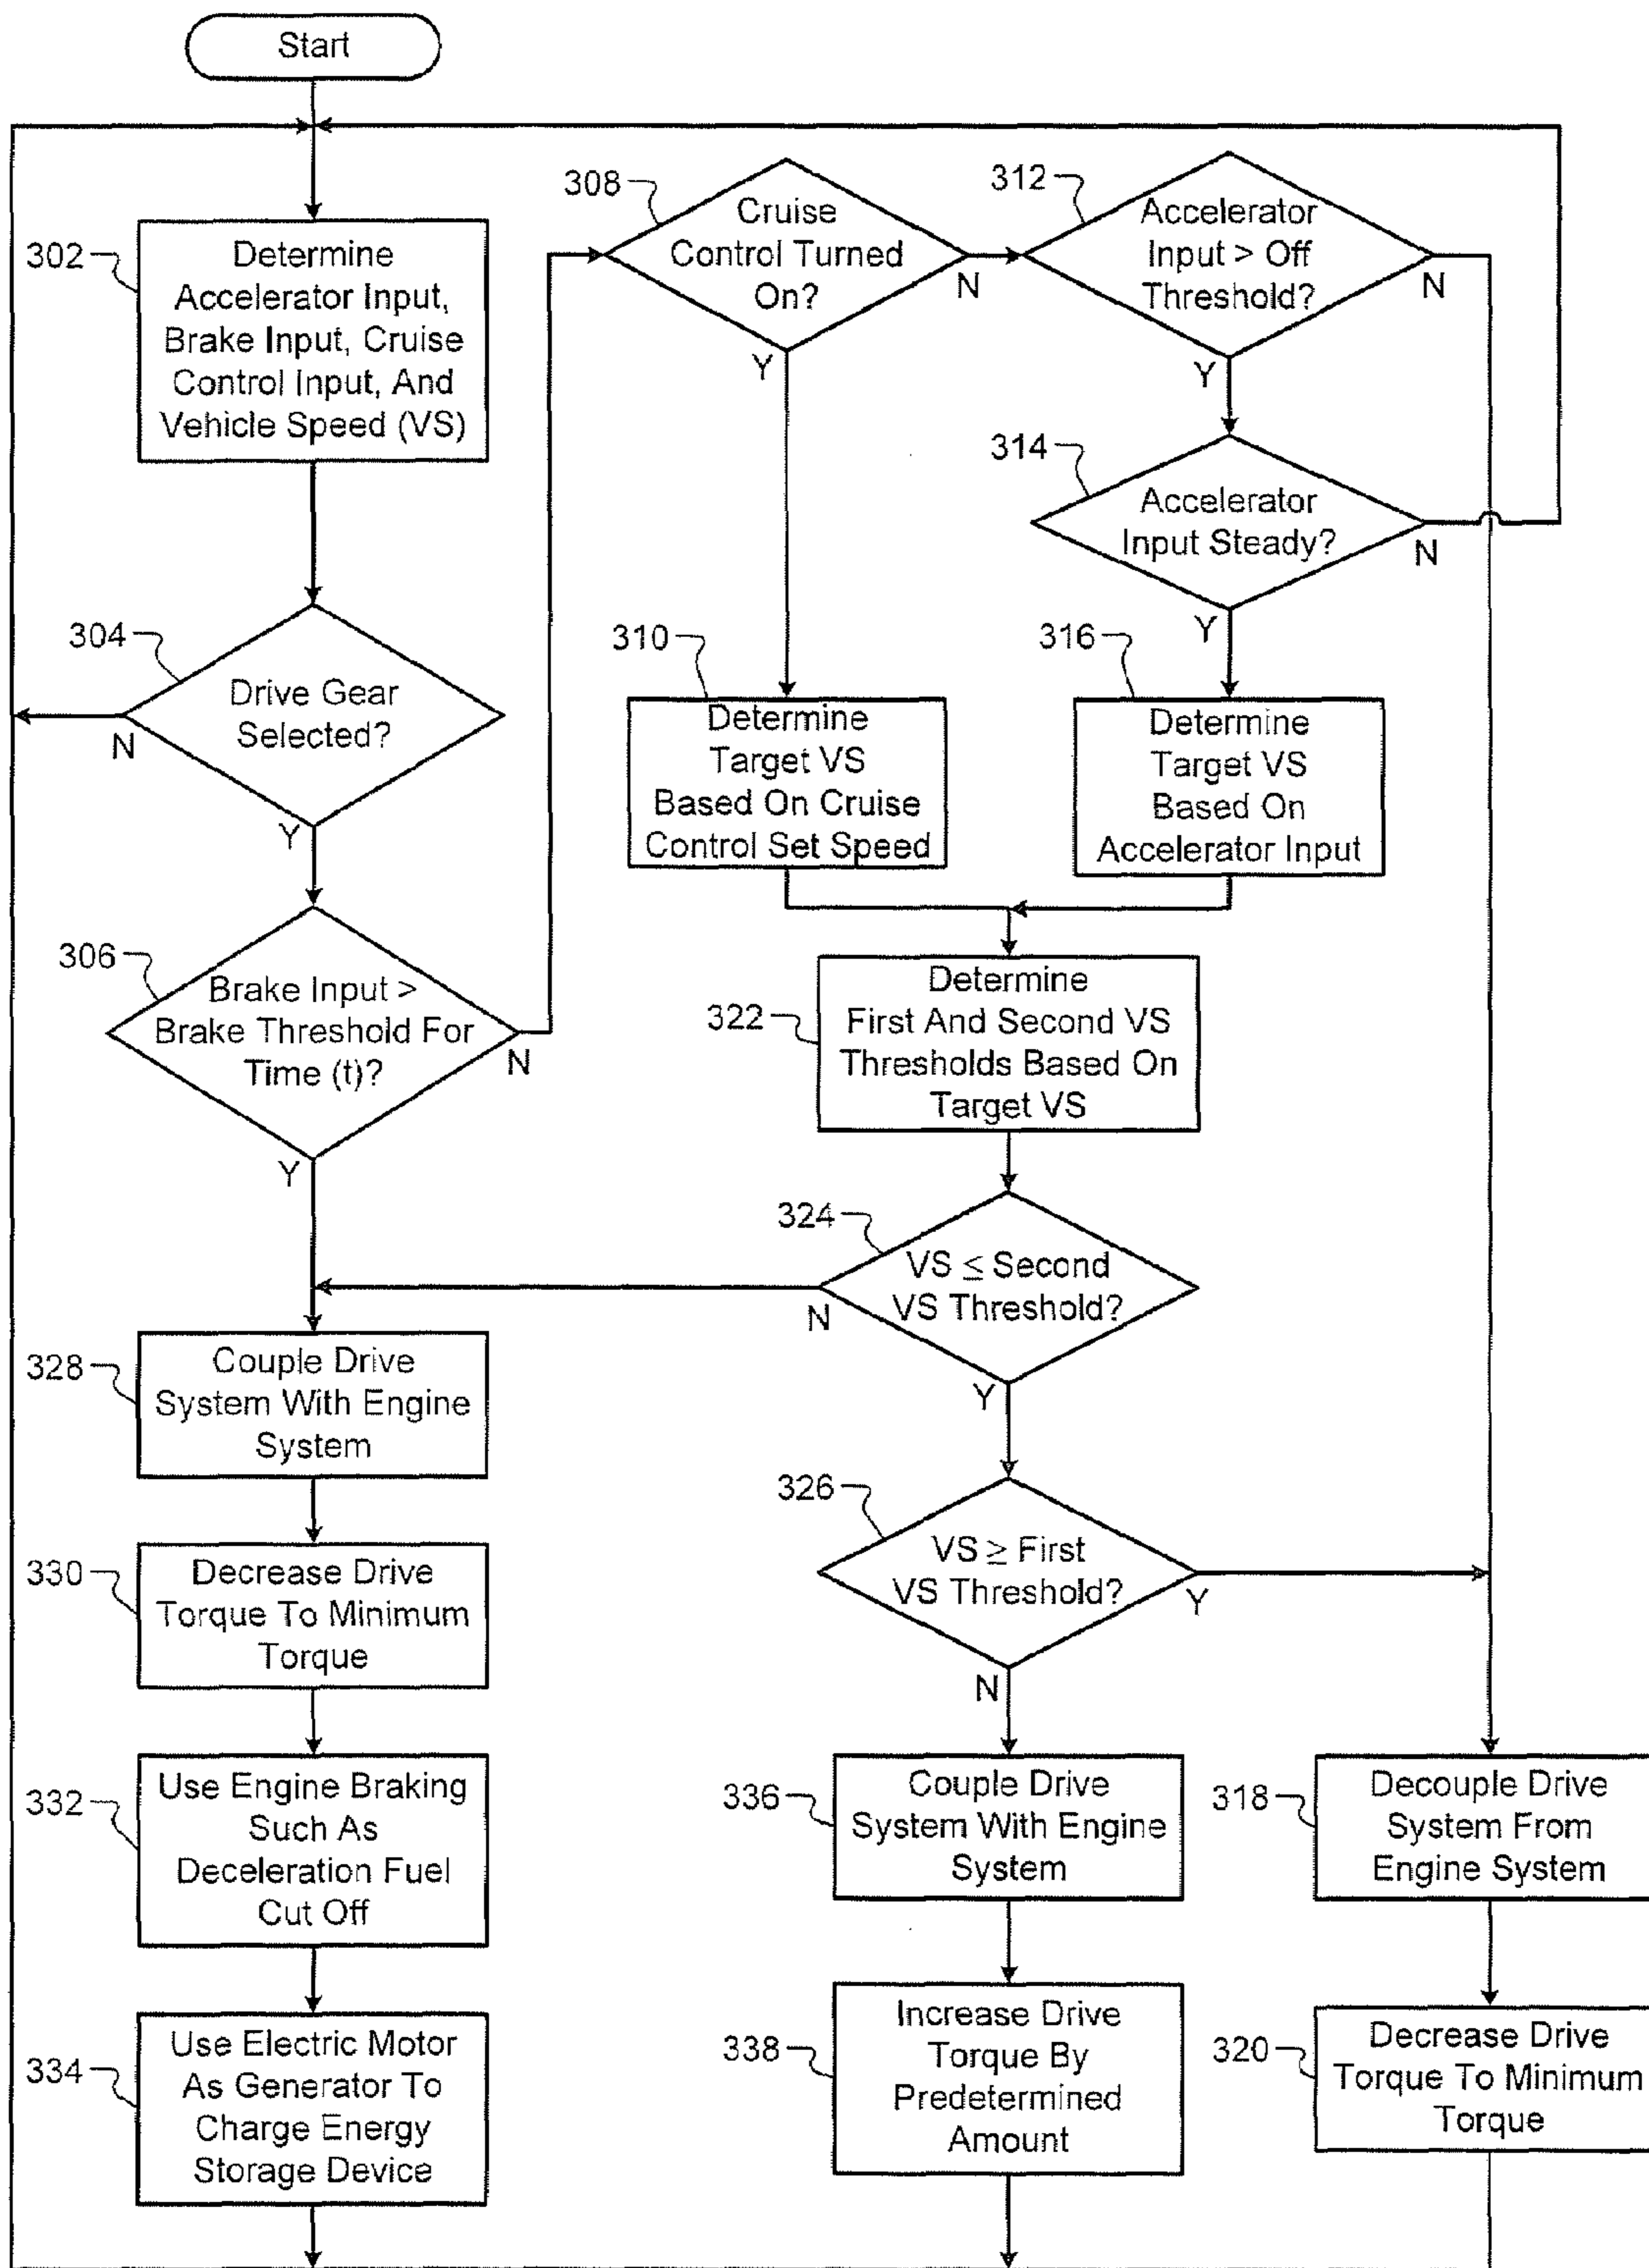 Start
302
Determine
Accelerator Input,
Brake Input, Cruise
Control Input, And
Vehicle Speed (VS)
304
Drive Gear
Selected?
N
Y
306
Brake Input >
Brake Threshold For
Time (t)?
N
Y
308
Cruise
Control Turned
On?
N
Y
312
Accelerator
Input > Off
Threshold?
N
Y
314
Accelerator
Input Steady?
N
Y
310
Determine
Target VS
Based On Cruise
Control Set Speed
316
Determine
Target VS
Based On
Accelerator Input
322
Determine
First And Second VS
Thresholds Based On
Target VS
324
VS ≤ Second
VS Threshold?
N
Y
326
VS ≥ First
VS Threshold?
Y
N
328
Couple Drive
System With Engine
System
330
Decrease Drive
Torque To Minimum
Torque
332
Use Engine Braking
Such As
Deceleration Fuel
Cut Off
334
Use Electric Motor
As Generator To
Charge Energy
Storage Device
336
Couple Drive
System With Engine
System
338
Increase Drive
Torque By
Predetermined
Amount
318
Decouple Drive
System From
Engine System
320
Decrease Drive
Torque To Minimum
Torque